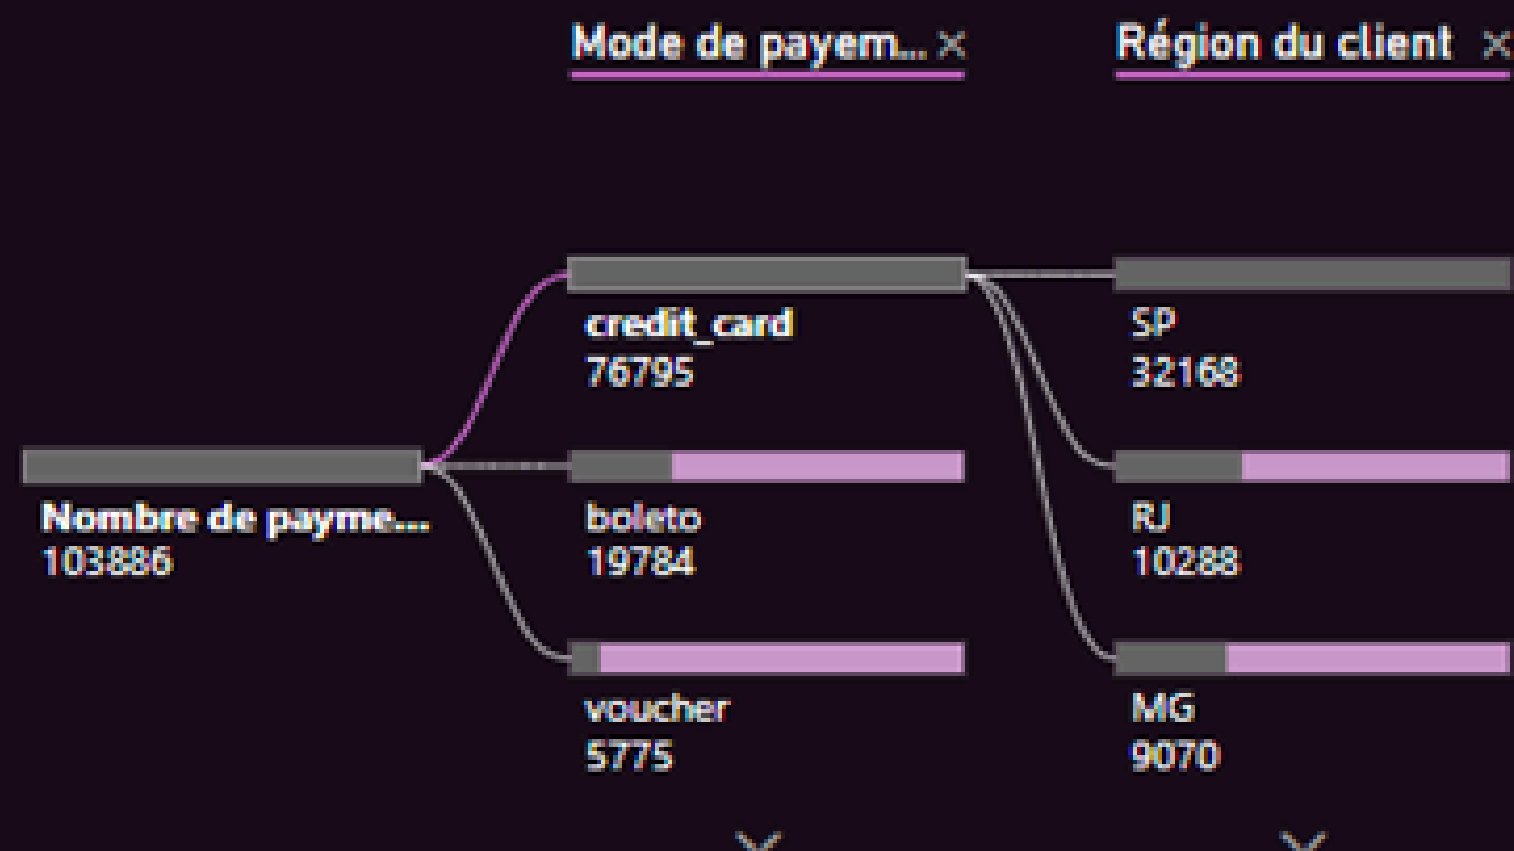 Mode de payem... ×
Région du client ×
credit_card
76795
SP
32168
Nombre de payme...
103886
boleto
19784
RJ
10288
voucher
5775
MG
9070